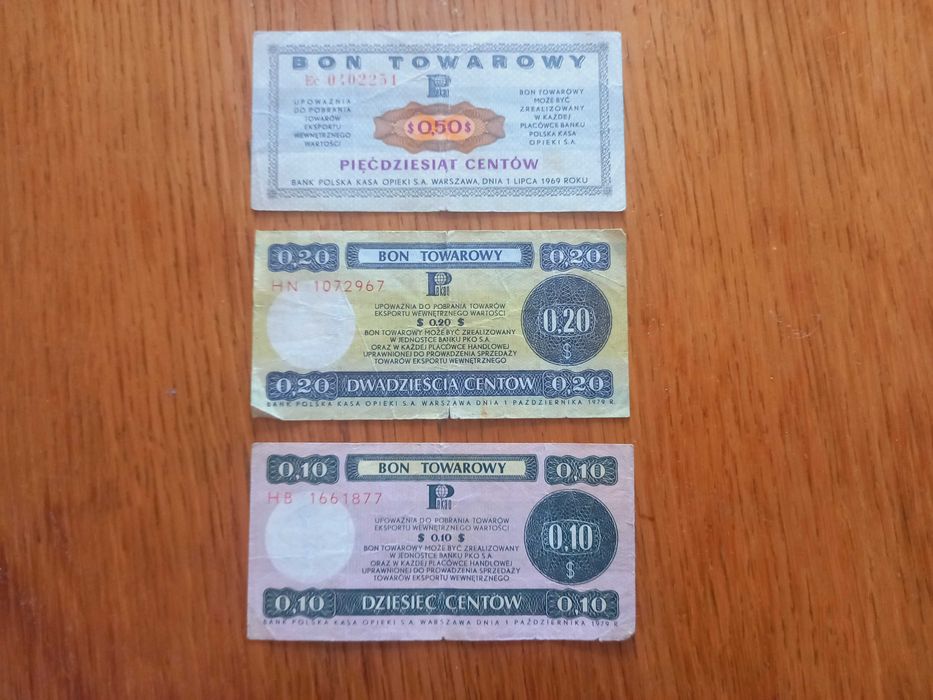 BON TOWAROWY
Ec 0402251
Pekao
UPOWAŻNIA
DO POBRANIA
TOWARÓW
EKSPORTU
WEWNĘTRZNEGO
WARTOŚCI
$ 0,50 $
BON TOWAROWY
MOŻE BYĆ
ZREALIZOWANY
W KAŻDEJ
PLACÓWCE BANKU
POLSKA KASA
OPIEKI S.A.
PIĘĆDZIESIĄT CENTÓW
BANK POLSKA KASA OPIEKI S.A. WARSZAWA, DNIA 1 LIPCA 1969 ROKU
0,20 BON TOWAROWY 0,20
HN 1072967
Pekao
UPOWAŻNIA DO POBRANIA TOWARÓW
EKSPORTU WEWNĘTRZNEGO WARTOŚCI
$ 0.20 $
BON TOWAROWY MOŻE BYĆ ZREALIZOWANY
W JEDNOSTCE BANKU PKO S.A.
ORAZ W KAŻDEJ PLACÓWCE HANDLOWEJ
UPRAWNIONEJ DO PROWADZENIA SPRZEDAŻY
TOWARÓW EKSPORTU WEWNĘTRZNEGO
0,20
$
0,20 DWADZIEŚCIA CENTÓW 0,20
BANK POLSKA KASA OPIEKI S.A. WARSZAWA DNIA 1 PAŹDZIERNIKA 1979 R.
0,10 BON TOWAROWY 0,10
HB 1661877
Pekao
UPOWAŻNIA DO POBRANIA TOWARÓW
EKSPORTU WEWNĘTRZNEGO WARTOŚCI
$ 0.10 $
BON TOWAROWY MOŻE BYĆ ZREALIZOWANY
W JEDNOSTCE BANKU PKO S.A.
ORAZ W KAŻDEJ PLACÓWCE HANDLOWEJ
UPRAWNIONEJ DO PROWADZENIA SPRZEDAŻY
TOWARÓW EKSPORTU WEWNĘTRZNEGO
0,10
$
0,10 DZIESIĘĆ CENTÓW 0,10
BANK POLSKA KASA OPIEKI S.A. WARSZAWA DNIA 1 PAŹDZIERNIKA 1979 R.